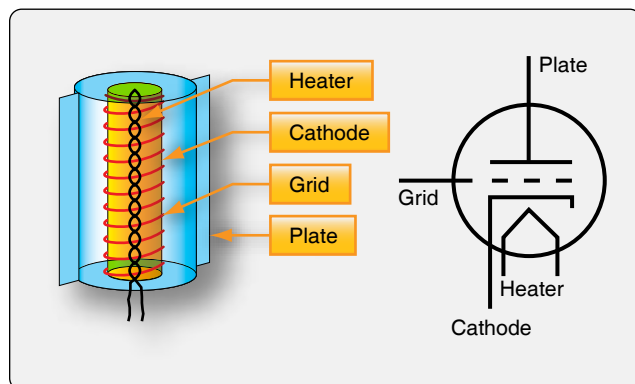 Heater
Cathode
Grid
Plate
Plate
Grid
Heater
Cathode